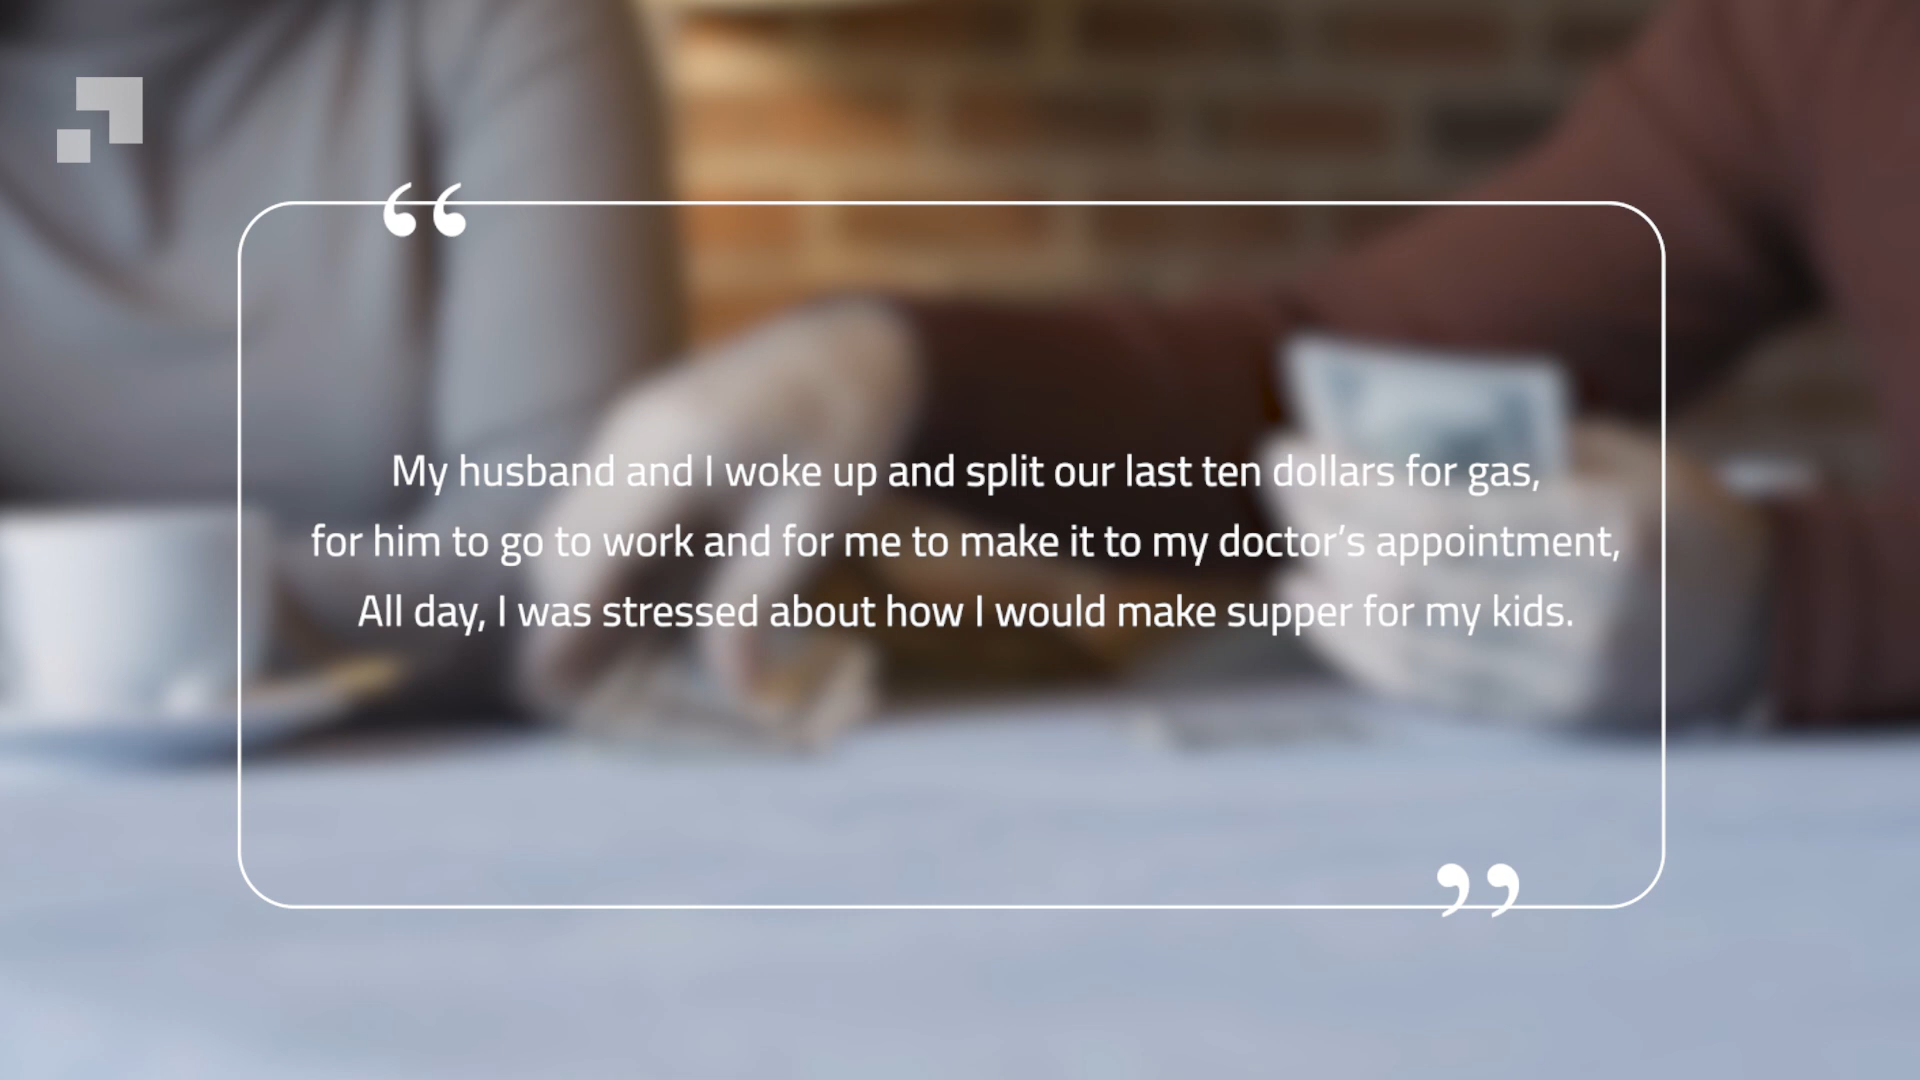 “
My husband and I woke up and split our last ten dollars for gas,
for him to go to work and for me to make it to my doctor’s appointment,
All day, I was stressed about how I would make supper for my kids.
”